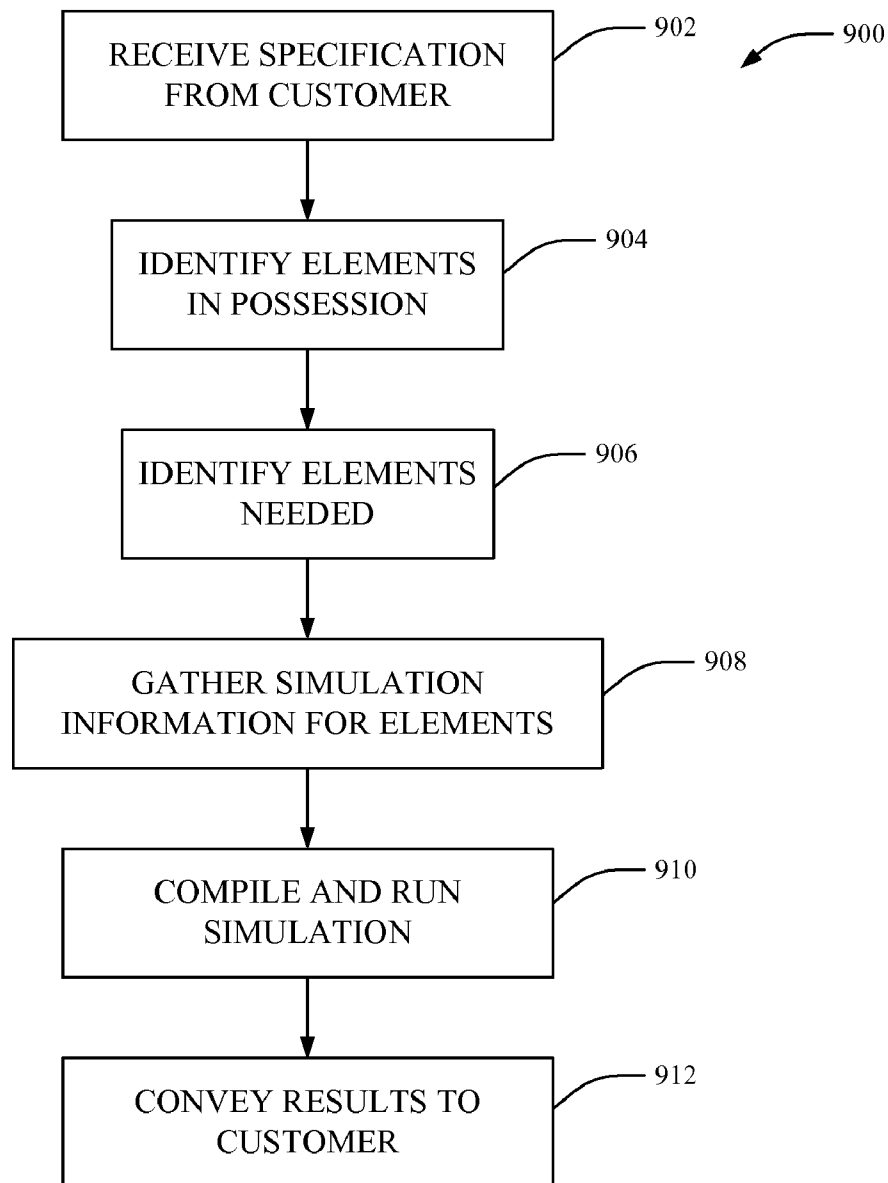 RECEIVE SPECIFICATION
FROM CUSTOMER
902
900
IDENTIFY ELEMENTS
IN POSSESSION
904
IDENTIFY ELEMENTS
NEEDED
906
GATHER SIMULATION
INFORMATION FOR ELEMENTS
908
COMPILE AND RUN
SIMULATION
910
CONVEY RESULTS TO
CUSTOMER
912